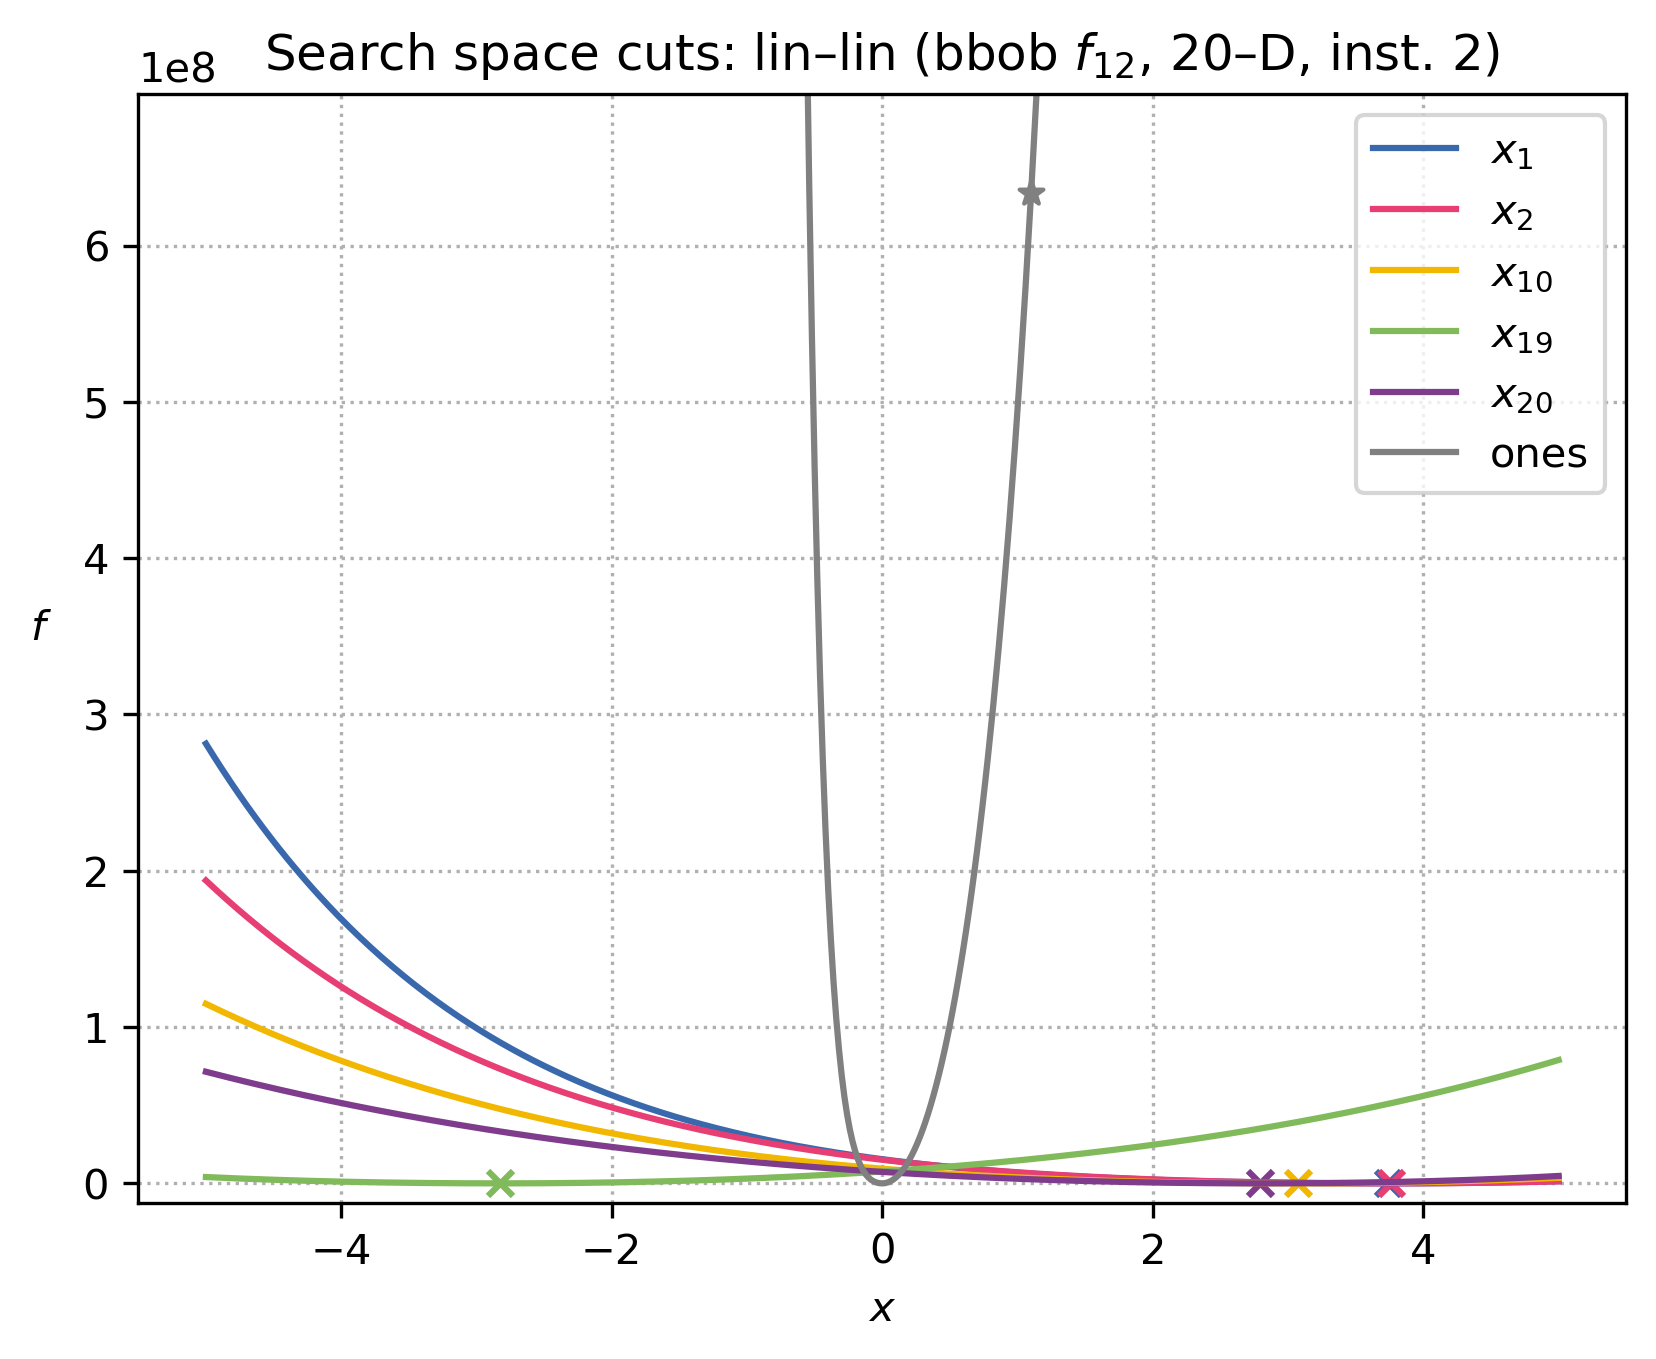 Search space cuts: lin–lin (bbob f12, 20–D, inst. 2)
1e8
x1
x2
x10
x19
x20
ones
6
5
4
3
2
1
0
f
−4 −2 0 2 4
x